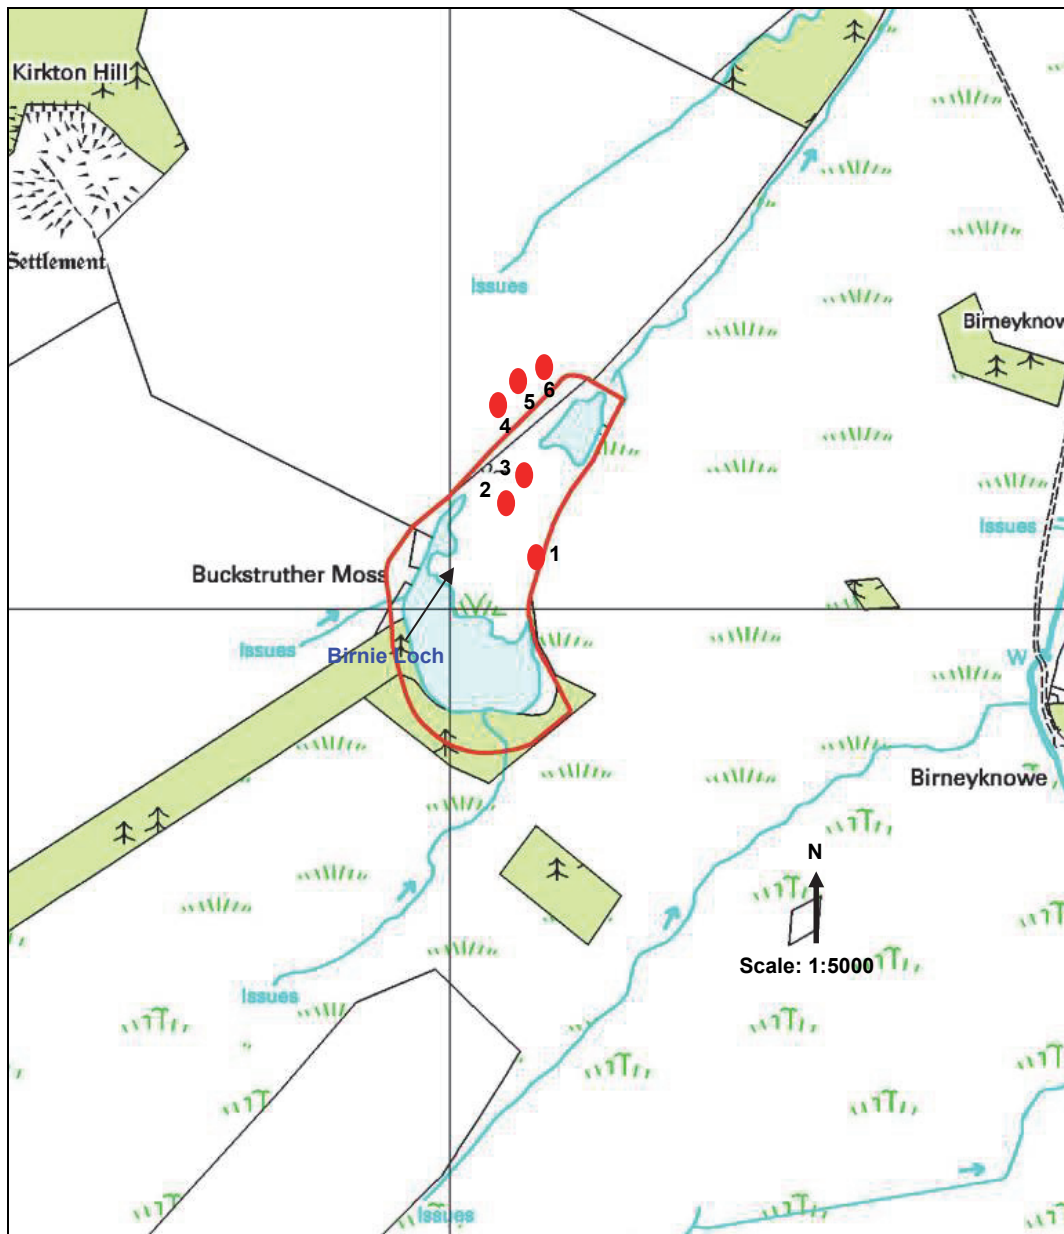 Kirkton Hill
Settlement
Issues
Birneyknow
6
5
4
3
2
1
Issues
Buckstruther Moss
Issues
Birnie Loch
W
Birneyknowe
N
Scale: 1:5000
Issues
Issues